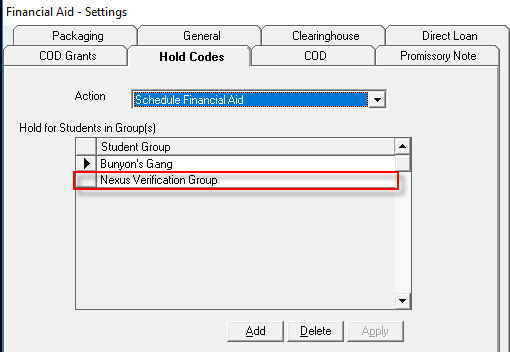 Financial Aid - Settings
Packaging General Clearinghouse Direct Loan
COD Grants Hold Codes COD Promissory Note
Action Schedule Financial Aid
Hold for Students in Group(s)
Student Group
Bunyon's Gang
Nexus Verification Group
Add Delete Apply